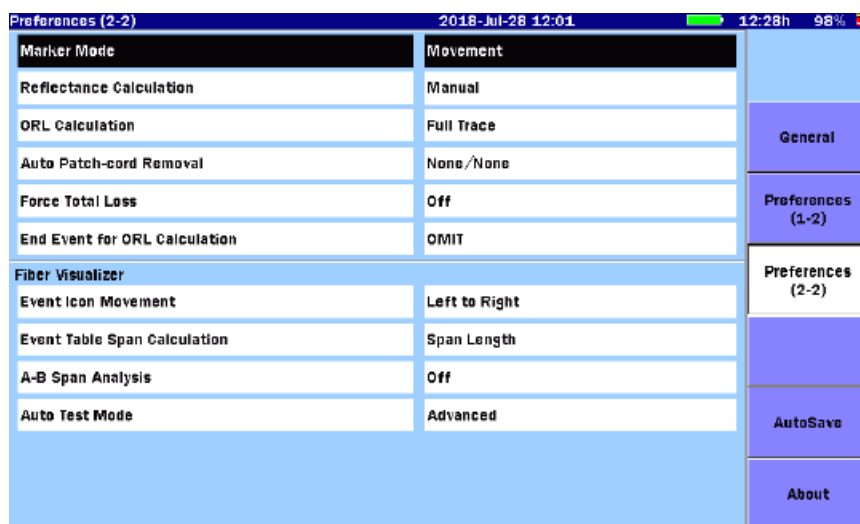 Preferences (2-2) 2018-Jul-28 12:01 12:28h 98%
Marker Mode Movement
Reflectance Calculation Manual
ORL Calculation Full Trace
Auto Patch-cord Removal None/None
Force Total Loss Off
End Event for ORL Calculation OMIT
Fiber Visualizer
Event Icon Movement Left to Right
Event Table Span Calculation Span Length
A-B Span Analysis Off
Auto Test Mode Advanced
General
Preferences
(1-2)
Preferences
(2-2)
AutoSave
About